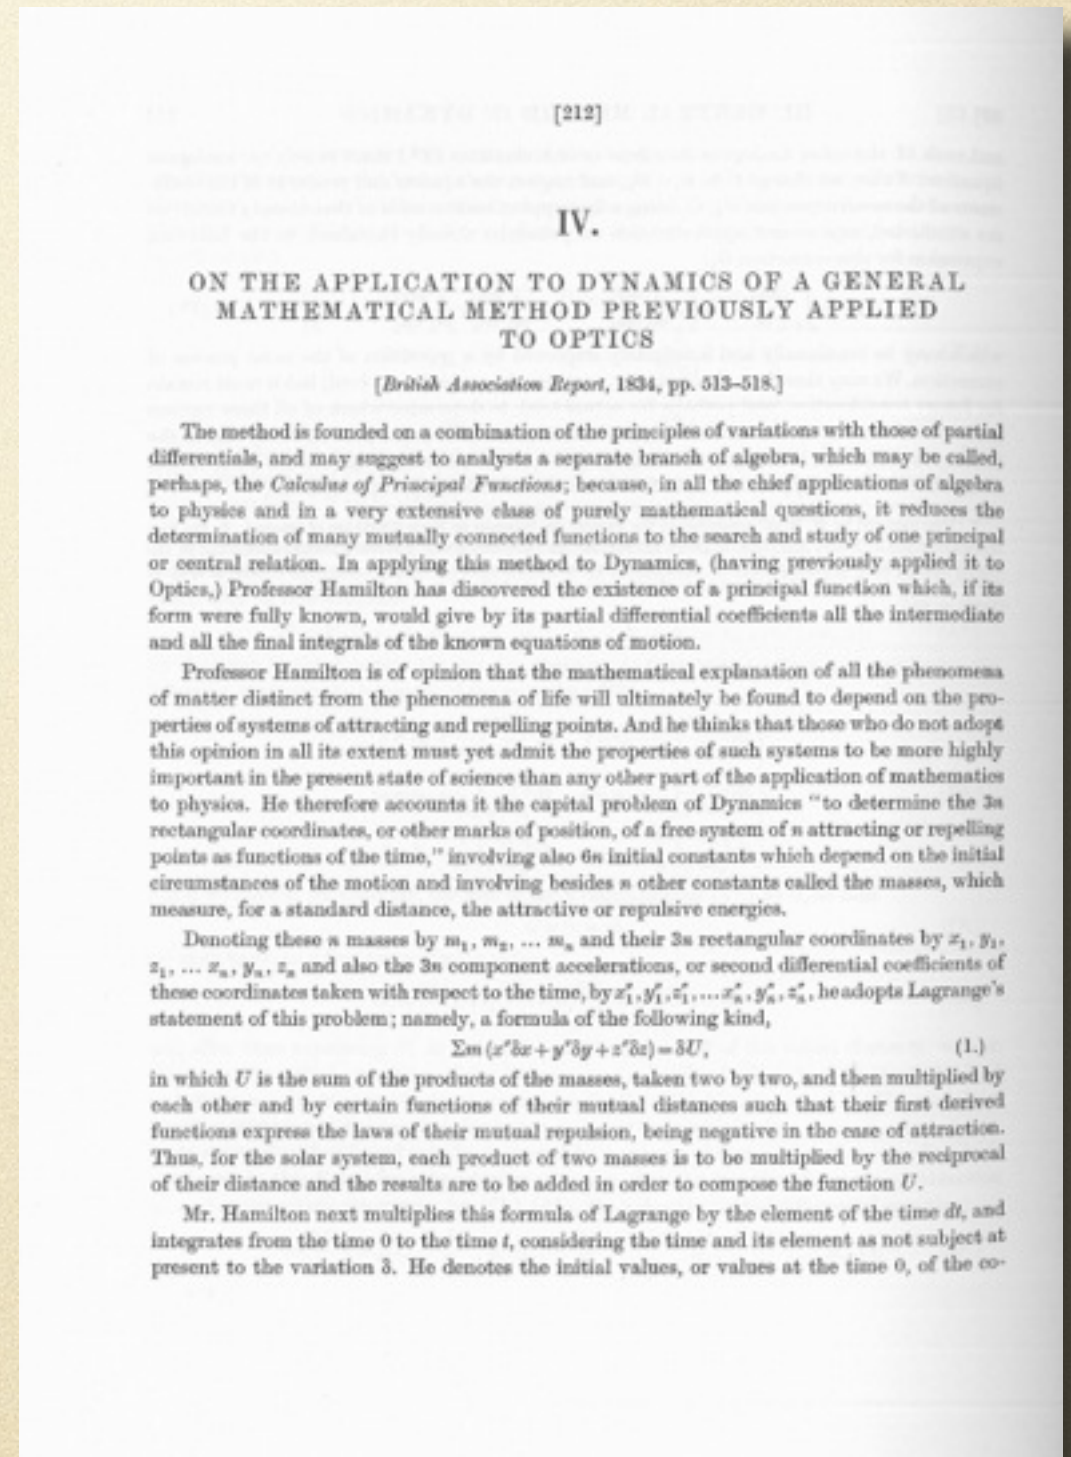 [212]
IV.
ON THE APPLICATION TO DYNAMICS OF A GENERAL
MATHEMATICAL METHOD PREVIOUSLY APPLIED
TO OPTICS
[British Association Report, 1834, pp. 513–518.]
The method is founded on a combination of the principles of variations with those of partial
differentials, and may suggest to analysts a separate branch of algebra, which may be called,
perhaps, the Calculus of Principal Functions; because, in all the chief applications of algebra
to physics and in a very extensive class of purely mathematical questions, it reduces the
determination of many mutually connected functions to the search and study of one principal
or central relation. In applying this method to Dynamics, (having previously applied it to
Optics,) Professor Hamilton has discovered the existence of a principal function which, if its
form were fully known, would give by its partial differential coefficients all the intermediate
and all the final integrals of the known equations of motion.
Professor Hamilton is of opinion that the mathematical explanation of all the phenomena
of matter distinct from the phenomena of life will ultimately be found to depend on the pro-
perties of systems of attracting and repelling points. And he thinks that those who do not adopt
this opinion in all its extent must yet admit the properties of such systems to be more highly
important in the present state of science than any other part of the application of mathematics
to physics. He therefore accounts it the capital problem of Dynamics “to determine the 3n
rectangular coordinates, or other marks of position, of a free system of n attracting or repelling
points as functions of the time,” involving also 6n initial constants which depend on the initial
circumstances of the motion and involving besides n other constants called the masses, which
measure, for a standard distance, the attractive or repulsive energies.
Denoting these n masses by m₁, m₂, ... mₙ and their 3n rectangular coordinates by x₁, y₁,
z₁, ... xₙ, yₙ, zₙ and also the 3n component accelerations, or second differential coefficients of
these coordinates taken with respect to the time, by x″₁, y″₁, z″₁, ... x″ₙ, y″ₙ, z″ₙ, he adopts Lagrange’s
statement of this problem; namely, a formula of the following kind,
Σm (x″δx + y″δy + z″δz) = δU, (1.)
in which U is the sum of the products of the masses, taken two by two, and then multiplied by
each other and by certain functions of their mutual distances such that their first derived
functions express the laws of their mutual repulsion, being negative in the case of attraction.
Thus, for the solar system, each product of two masses is to be multiplied by the reciprocal
of their distance and the results are to be added in order to compose the function U.
Mr. Hamilton next multiplies this formula of Lagrange by the element of the time dt, and
integrates from the time 0 to the time t, considering the time and its element as not subject at
present to the variation δ. He denotes the initial values, or values at the time 0, of the co-